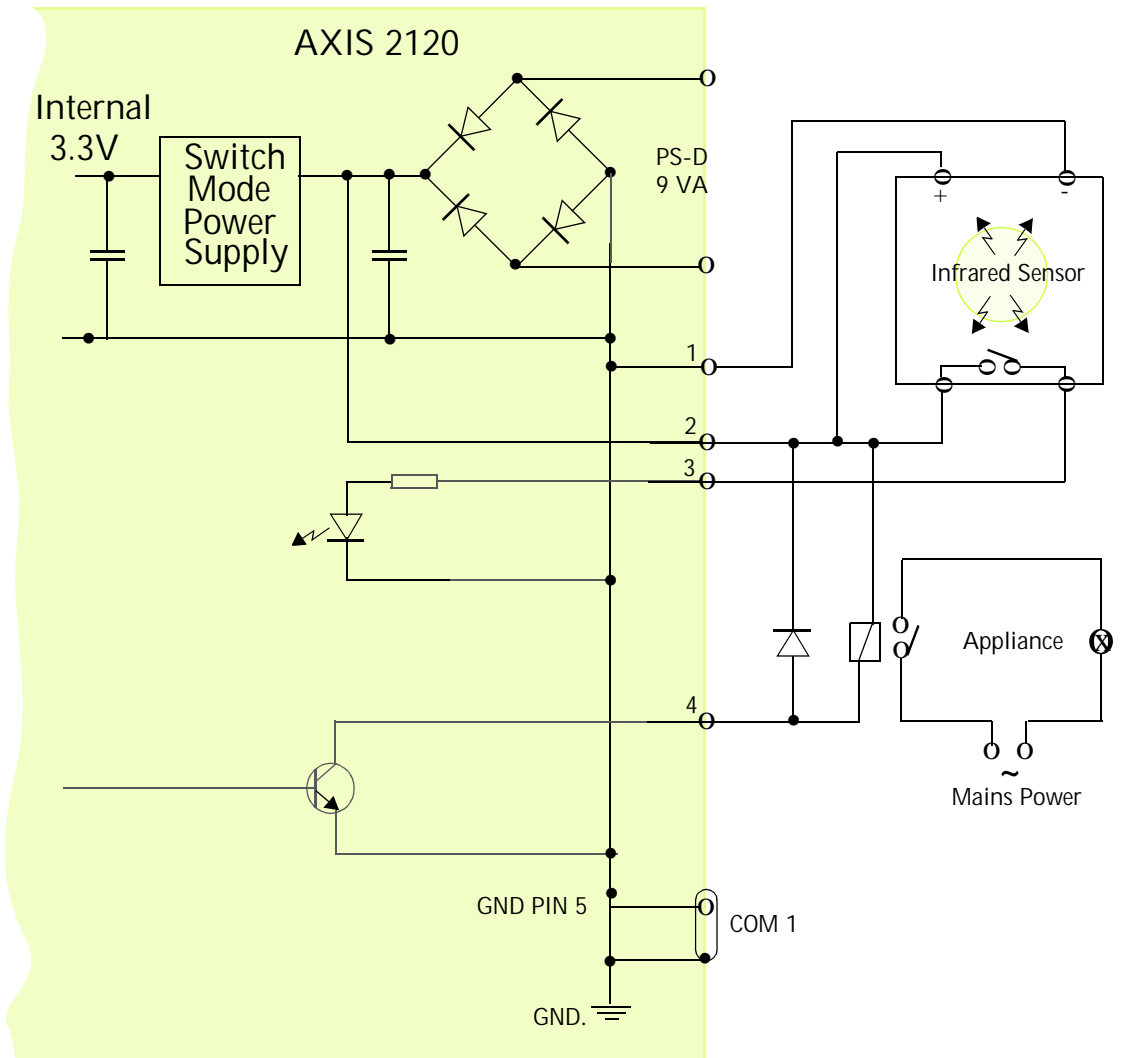 AXIS 2120
Internal
3.3V
Switch
Mode
Power
Supply
PS-D
9 VA
+
-
Infrared Sensor
1
2
3
Appliance
X
4
~
Mains Power
GND PIN 5
COM 1
GND.